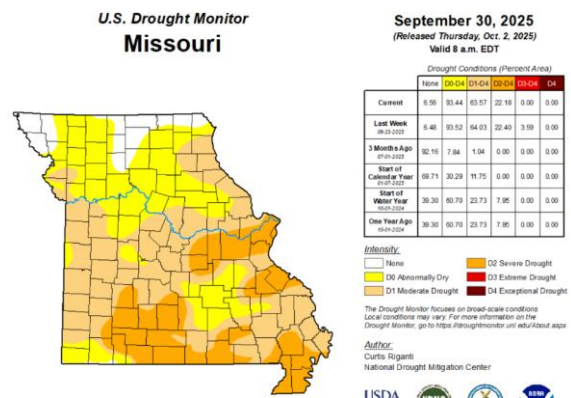 U.S. Drought Monitor
Missouri
September 30, 2025
(Released Thursday, Oct. 2, 2025)
Valid 8 a.m. EDT
Drought Conditions (Percent Area)
None D0-D4 D1-D4 D2-D4 D3-D4 D4
Current 6.56 93.44 63.57 22.18 0.00 0.00
Last Week 6.48 93.52 64.03 22.40 3.59 0.00
09-23-2025
3 Months Ago 92.16 7.84 1.04 0.00 0.00 0.00
07-01-2025
Start of
Calendar Year 69.71 30.29 11.75 0.00 0.00 0.00
01-07-2025
Start of
Water Year 39.30 60.70 23.73 7.95 0.00 0.00
10-01-2024
One Year Ago 39.30 60.70 23.73 7.95 0.00 0.00
10-01-2024
Intensity:
None
D0 Abnormally Dry
D1 Moderate Drought
D2 Severe Drought
D3 Extreme Drought
D4 Exceptional Drought
The Drought Monitor focuses on broad-scale conditions.
Local conditions may vary. For more information on the
Drought Monitor, go to https://droughtmonitor.unl.edu/About.aspx
Author:
Curtis Riganti
National Drought Mitigation Center
USDA